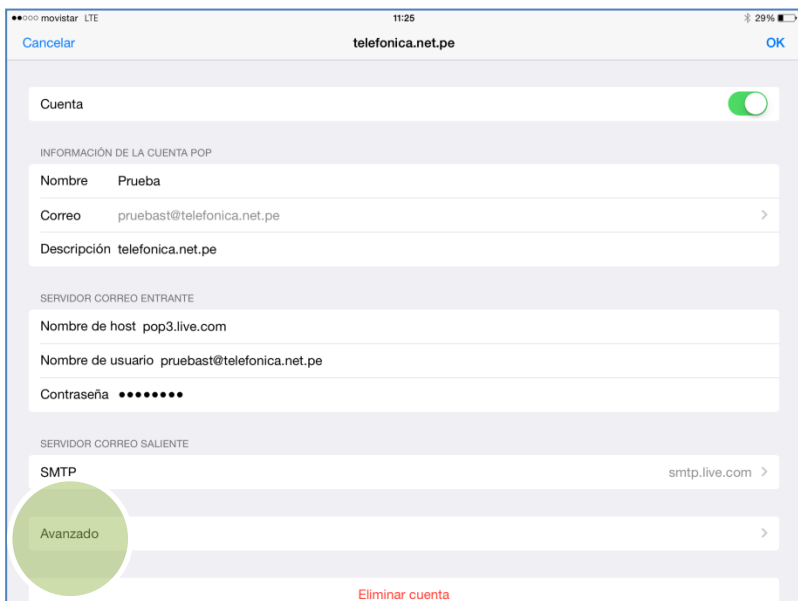 ●●○○○ movistar LTE 11:25 29%
Cancelar telefonica.net.pe OK
Cuenta
INFORMACIÓN DE LA CUENTA POP
Nombre Prueba
Correo pruebast@telefonica.net.pe
Descripción telefonica.net.pe
SERVIDOR CORREO ENTRANTE
Nombre de host pop3.live.com
Nombre de usuario pruebast@telefonica.net.pe
Contraseña ●●●●●●●●
SERVIDOR CORREO SALIENTE
SMTP smtp.live.com
Avanzado
Eliminar cuenta